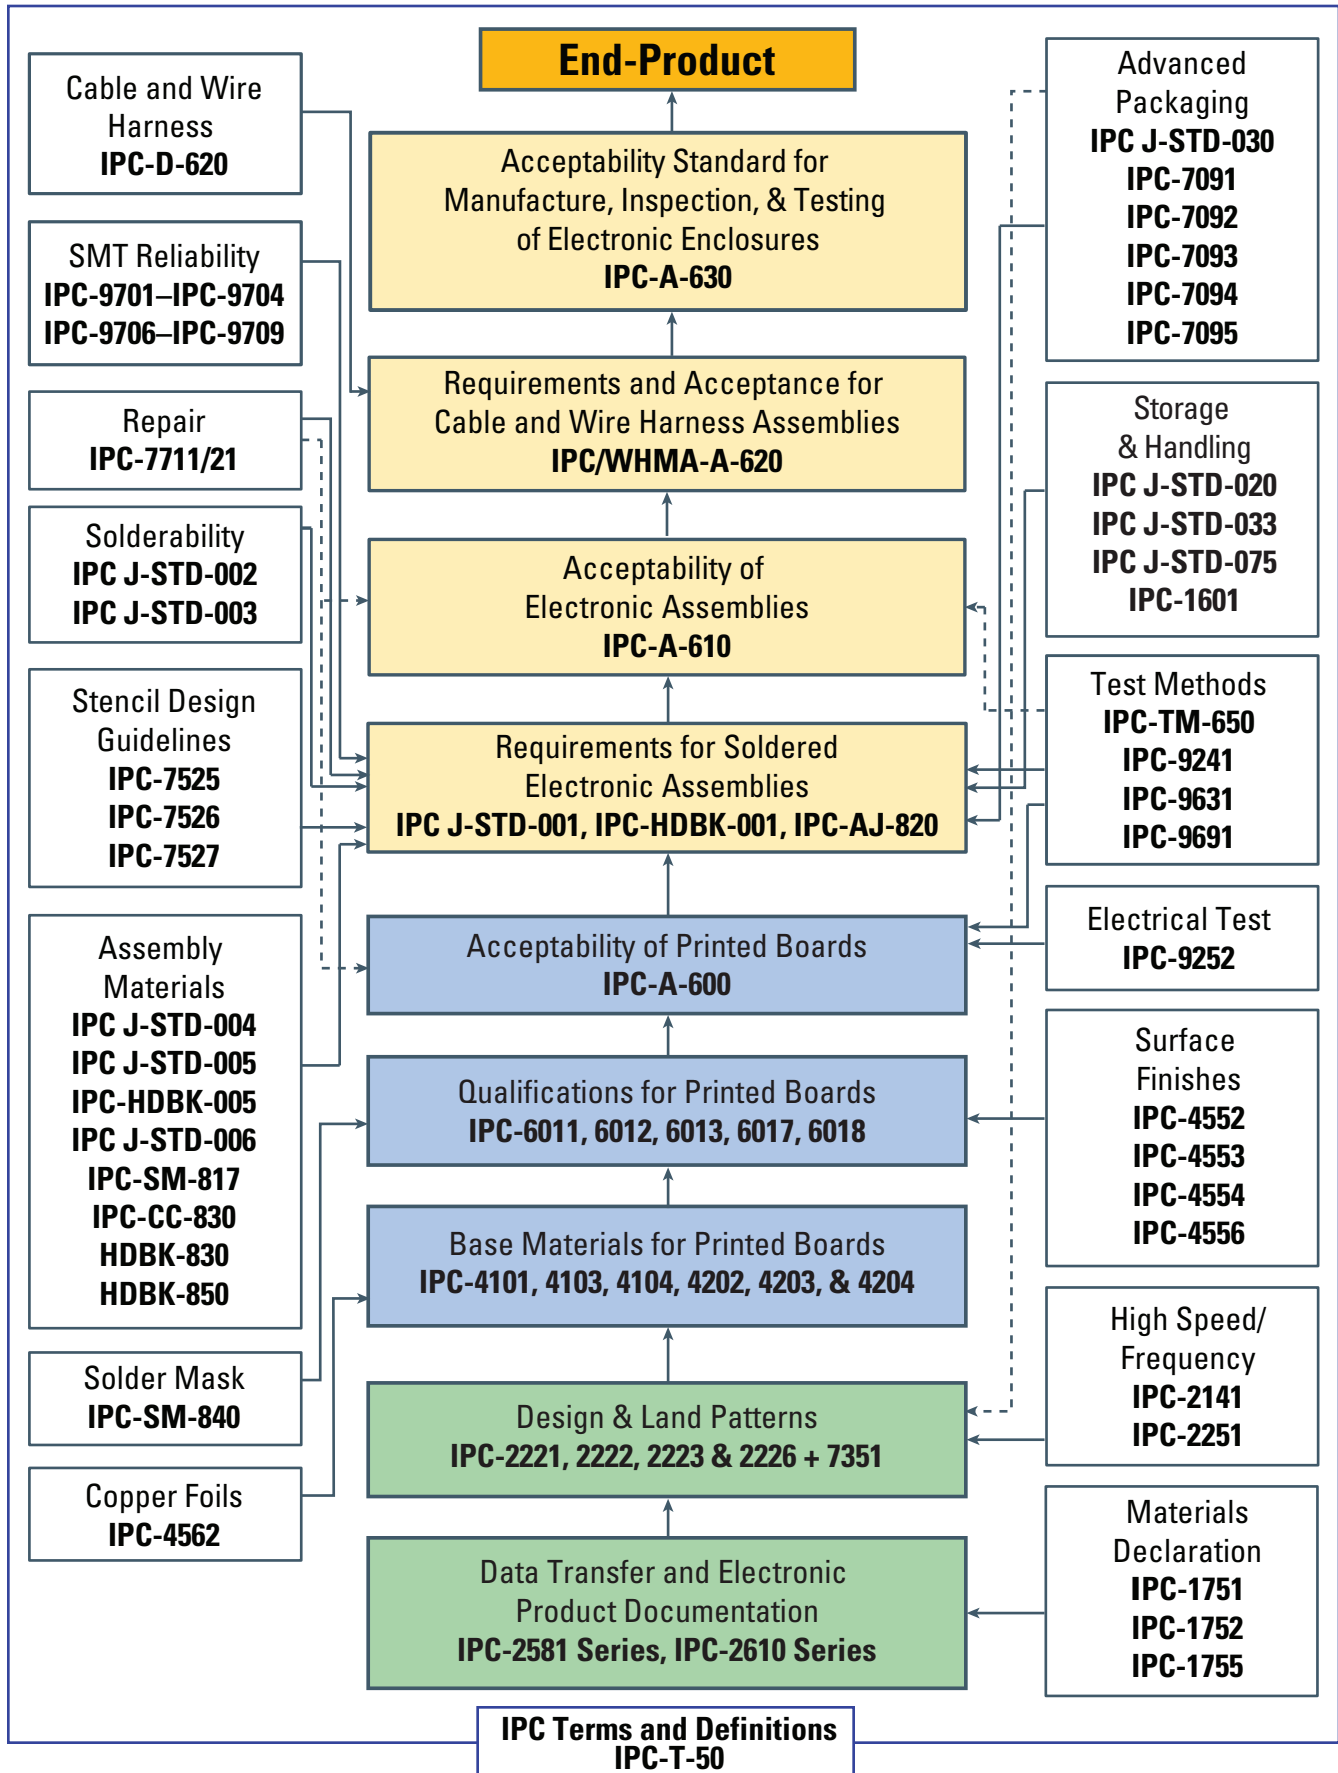 End-Product
Cable and Wire
Harness
IPC-D-620
SMT Reliability
IPC-9701–IPC-9704
IPC-9706–IPC-9709
Repair
IPC-7711/21
Solderability
IPC J-STD-002
IPC J-STD-003
Stencil Design
Guidelines
IPC-7525
IPC-7526
IPC-7527
Assembly
Materials
IPC J-STD-004
IPC J-STD-005
IPC-HDBK-005
IPC J-STD-006
IPC-SM-817
IPC-CC-830
HDBK-830
HDBK-850
Solder Mask
IPC-SM-840
Copper Foils
IPC-4562
Acceptability Standard for
Manufacture, Inspection, & Testing
of Electronic Enclosures
IPC-A-630
Requirements and Acceptance for
Cable and Wire Harness Assemblies
IPC/WHMA-A-620
Acceptability of
Electronic Assemblies
IPC-A-610
Requirements for Soldered
Electronic Assemblies
IPC J-STD-001, IPC-HDBK-001, IPC-AJ-820
Acceptability of Printed Boards
IPC-A-600
Qualifications for Printed Boards
IPC-6011, 6012, 6013, 6017, 6018
Base Materials for Printed Boards
IPC-4101, 4103, 4104, 4202, 4203, & 4204
Design & Land Patterns
IPC-2221, 2222, 2223 & 2226 + 7351
Data Transfer and Electronic
Product Documentation
IPC-2581 Series, IPC-2610 Series
Advanced
Packaging
IPC J-STD-030
IPC-7091
IPC-7092
IPC-7093
IPC-7094
IPC-7095
Storage
& Handling
IPC J-STD-020
IPC J-STD-033
IPC J-STD-075
IPC-1601
Test Methods
IPC-TM-650
IPC-9241
IPC-9631
IPC-9691
Electrical Test
IPC-9252
Surface
Finishes
IPC-4552
IPC-4553
IPC-4554
IPC-4556
High Speed/
Frequency
IPC-2141
IPC-2251
Materials
Declaration
IPC-1751
IPC-1752
IPC-1755
IPC Terms and Definitions
IPC-T-50